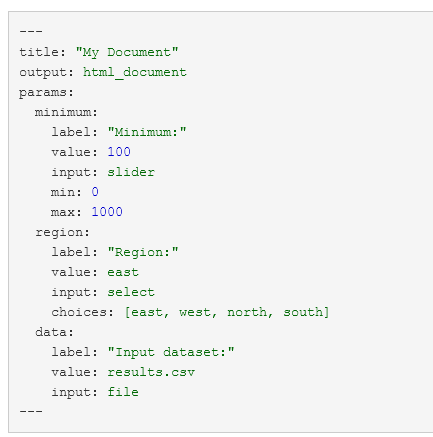 ---
title: "My Document"
output: html_document
params:
  minimum:
    label: "Minimum:"
    value: 100
    input: slider
    min: 0
    max: 1000
  region:
    label: "Region:"
    value: east
    input: select
    choices: [east, west, north, south]
  data:
    label: "Input dataset:"
    value: results.csv
    input: file
---